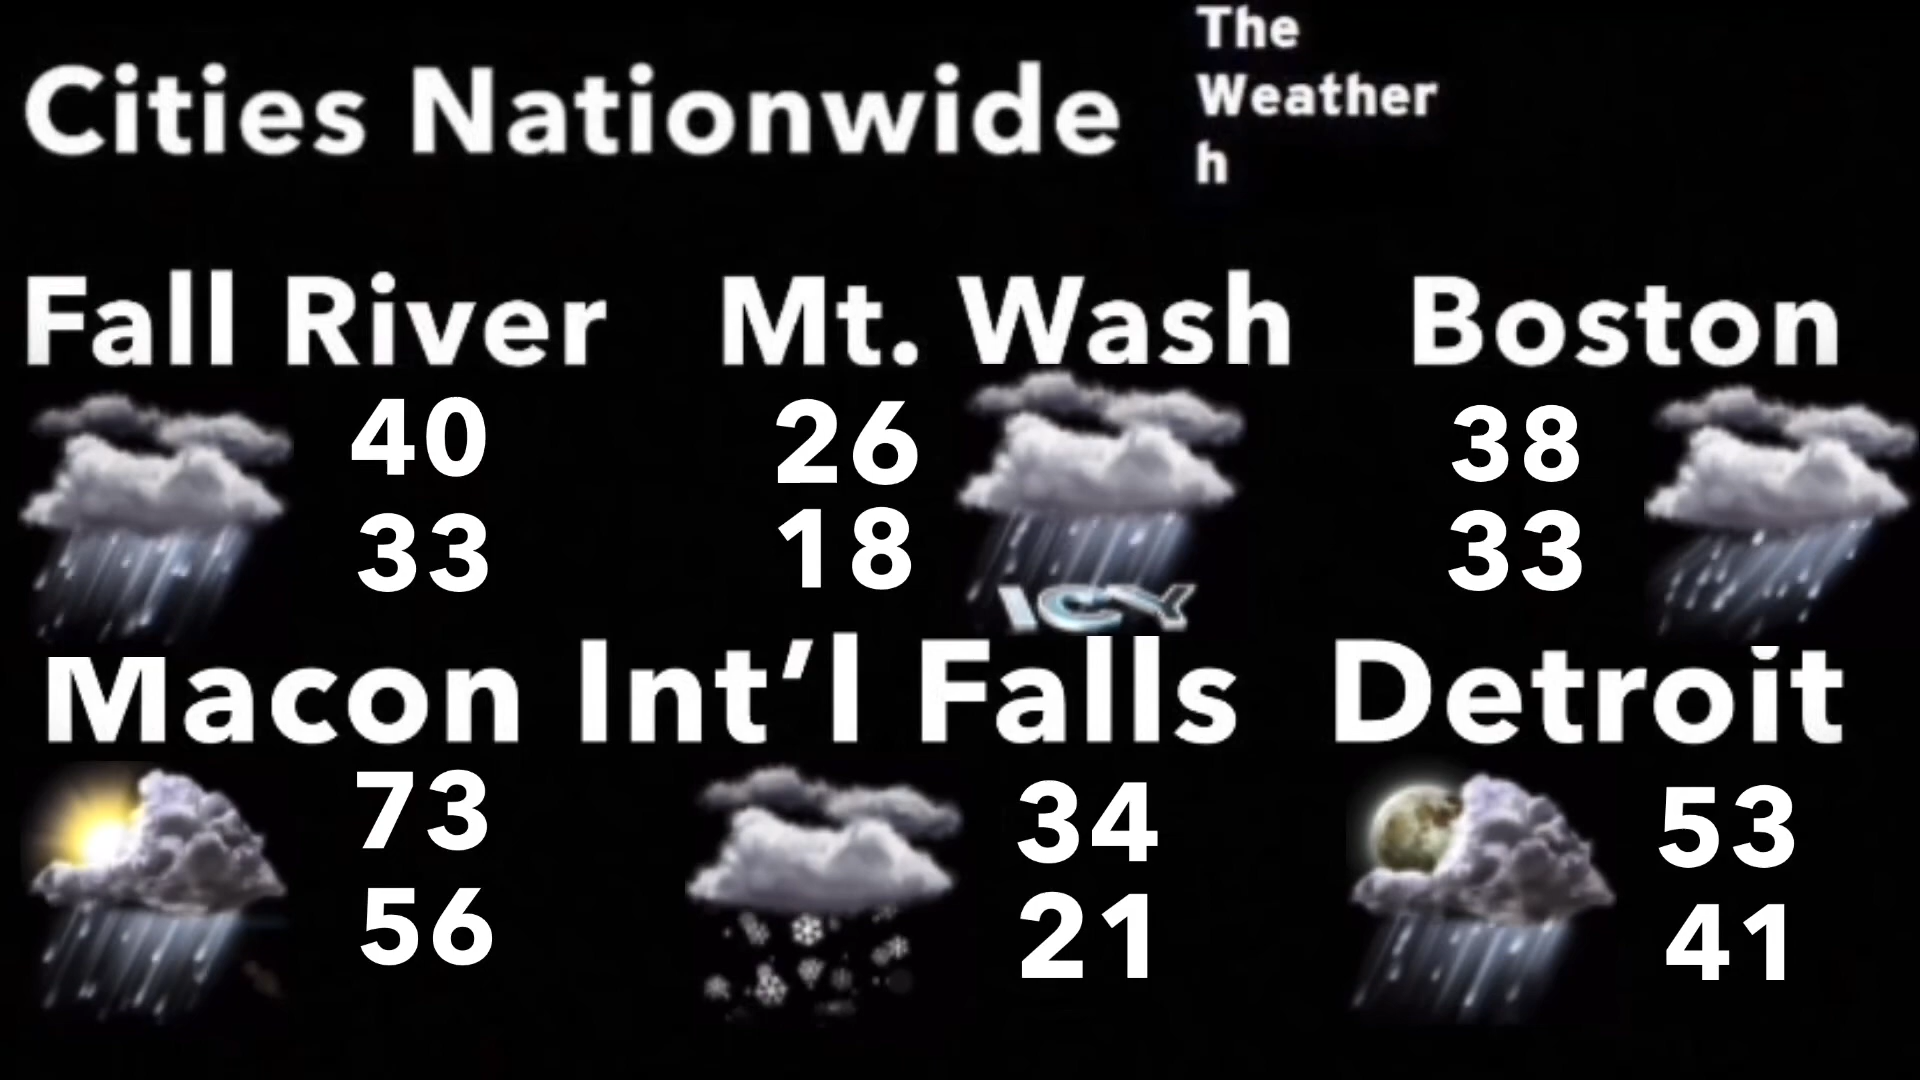 The
Cities Nationwide
Weather
h
Fall River
Mt. Wash
Boston
40
33
26
18
ICY
38
33
Macon
Int’l Falls
Detroit
73
56
34
21
53
41